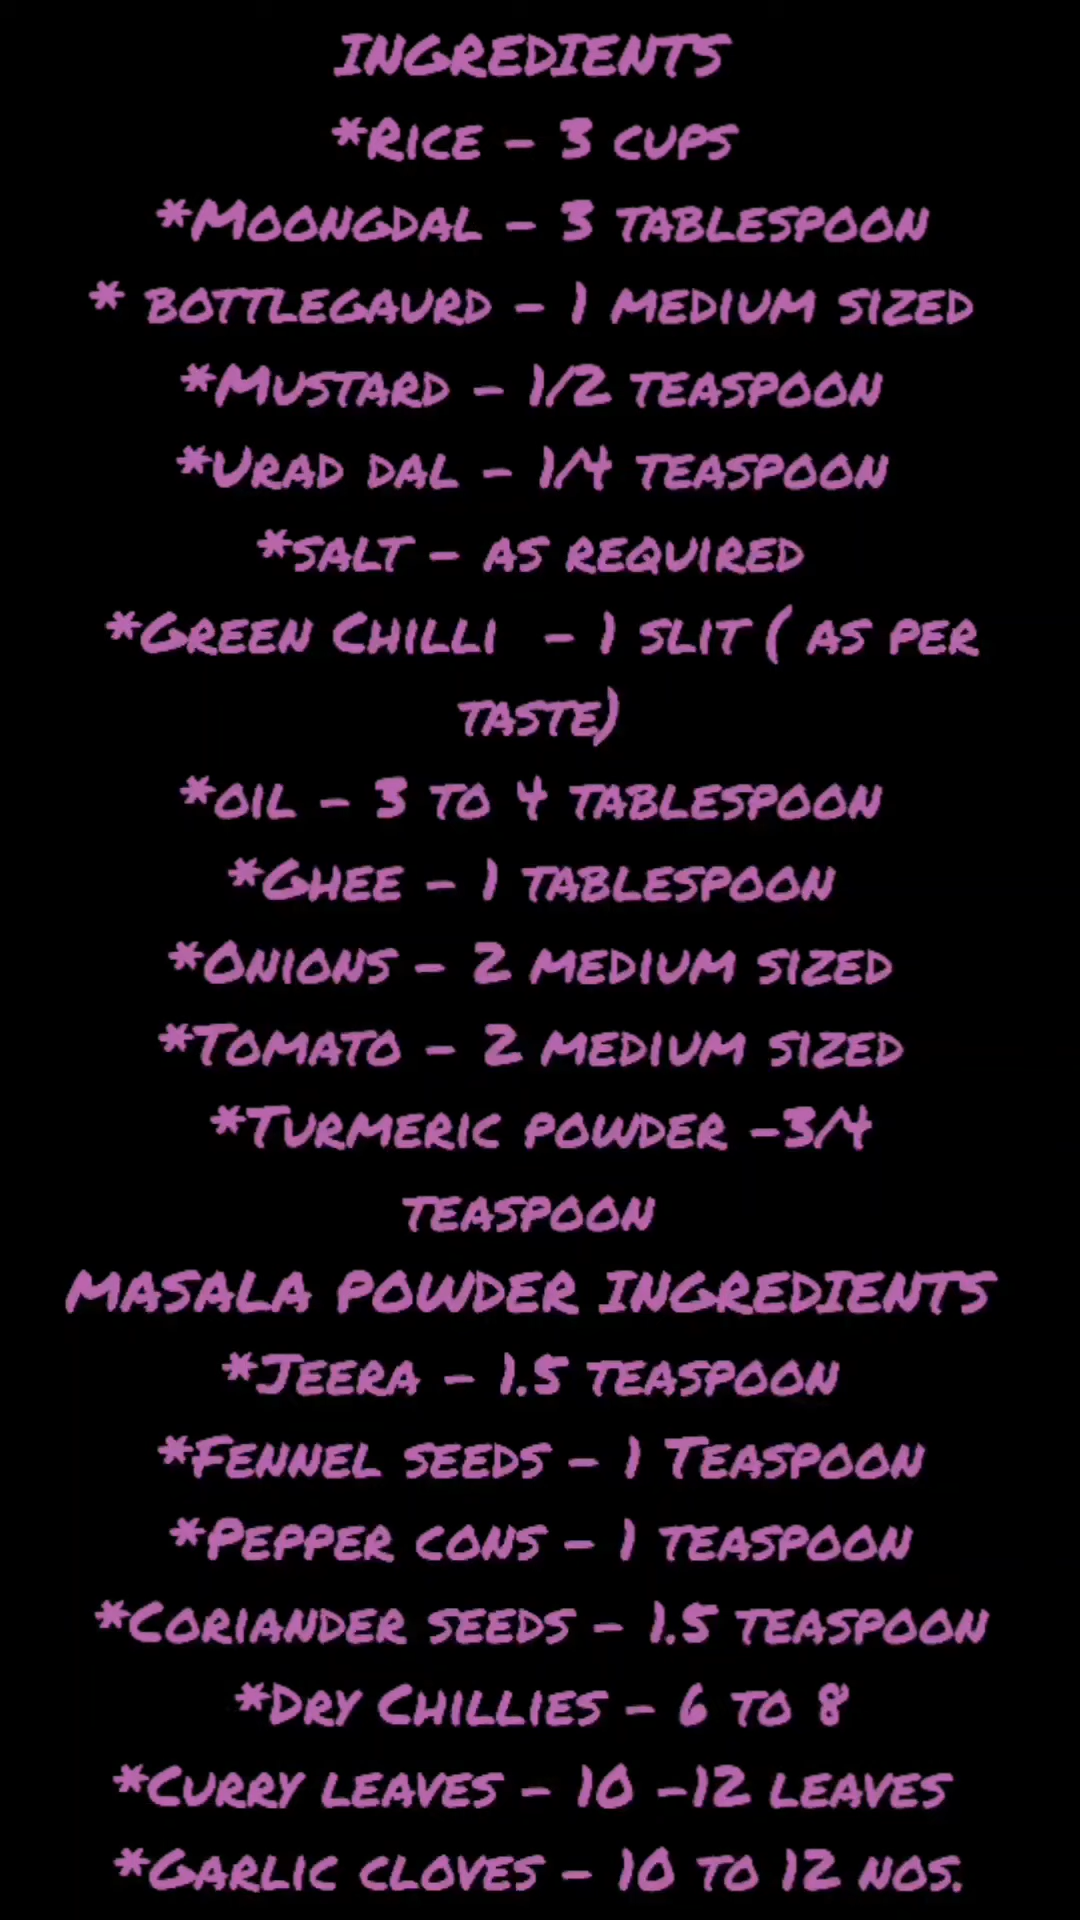 INGREDIENTS
*Rice - 3 cups
*Moongdal - 3 tablespoon
* bottlegaurd - 1 medium sized
*Mustard - 1/2 teaspoon
*Urad dal - 1/4 teaspoon
*salt - as required
*Green Chilli - 1 slit ( as per
taste)
*oil - 3 to 4 tablespoon
*Ghee - 1 tablespoon
*Onions - 2 medium sized
*Tomato - 2 medium sized
*Turmeric powder -3/4
teaspoon
MASALA POWDER INGREDIENTS
*Jeera - 1.5 teaspoon
*Fennel seeds - 1 Teaspoon
*Pepper cons - 1 teaspoon
*Coriander seeds - 1.5 teaspoon
*Dry Chillies - 6 to 8
*Curry leaves - 10 -12 leaves
*Garlic cloves - 10 to 12 nos.